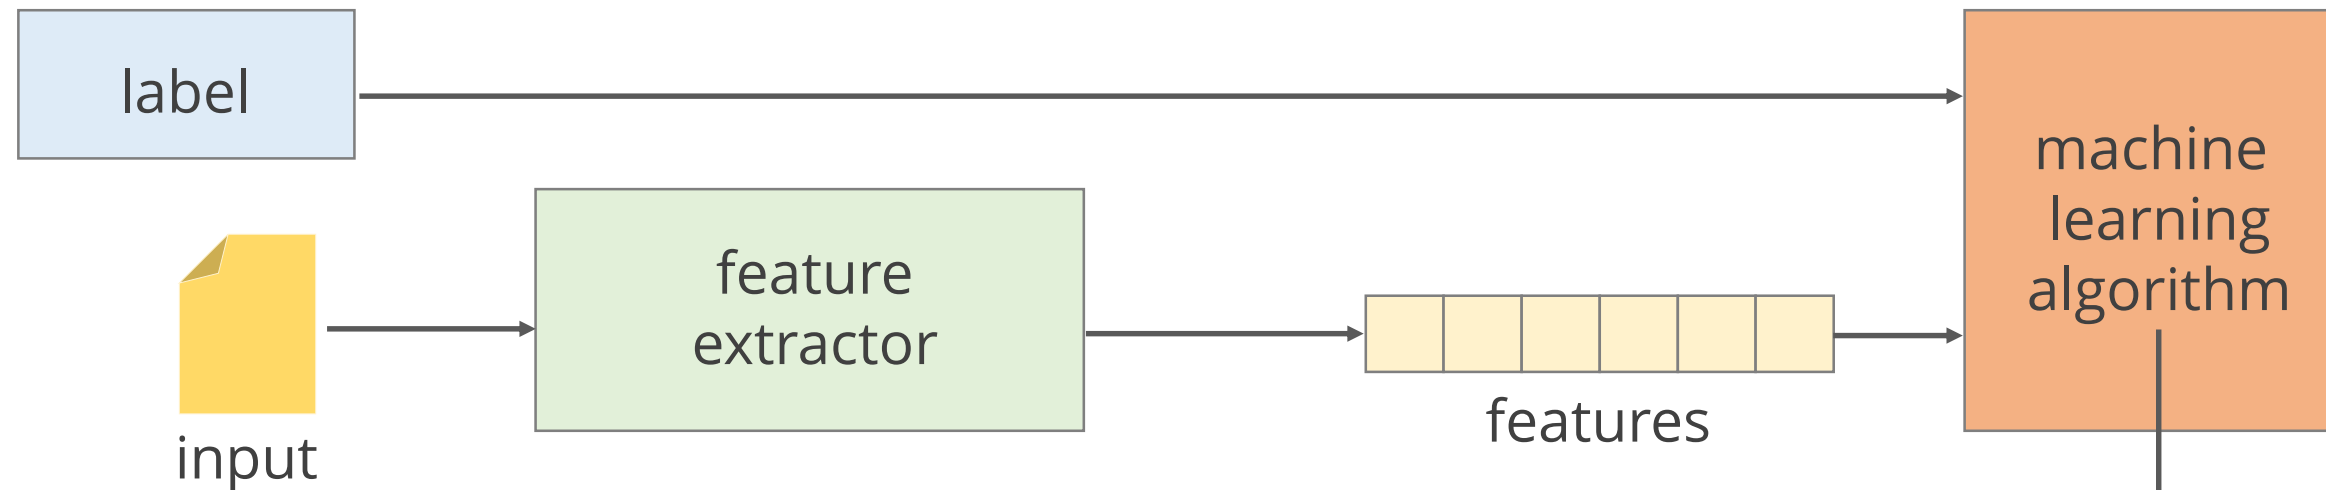 label
machine
learning
algorithm
feature
extractor
features
input